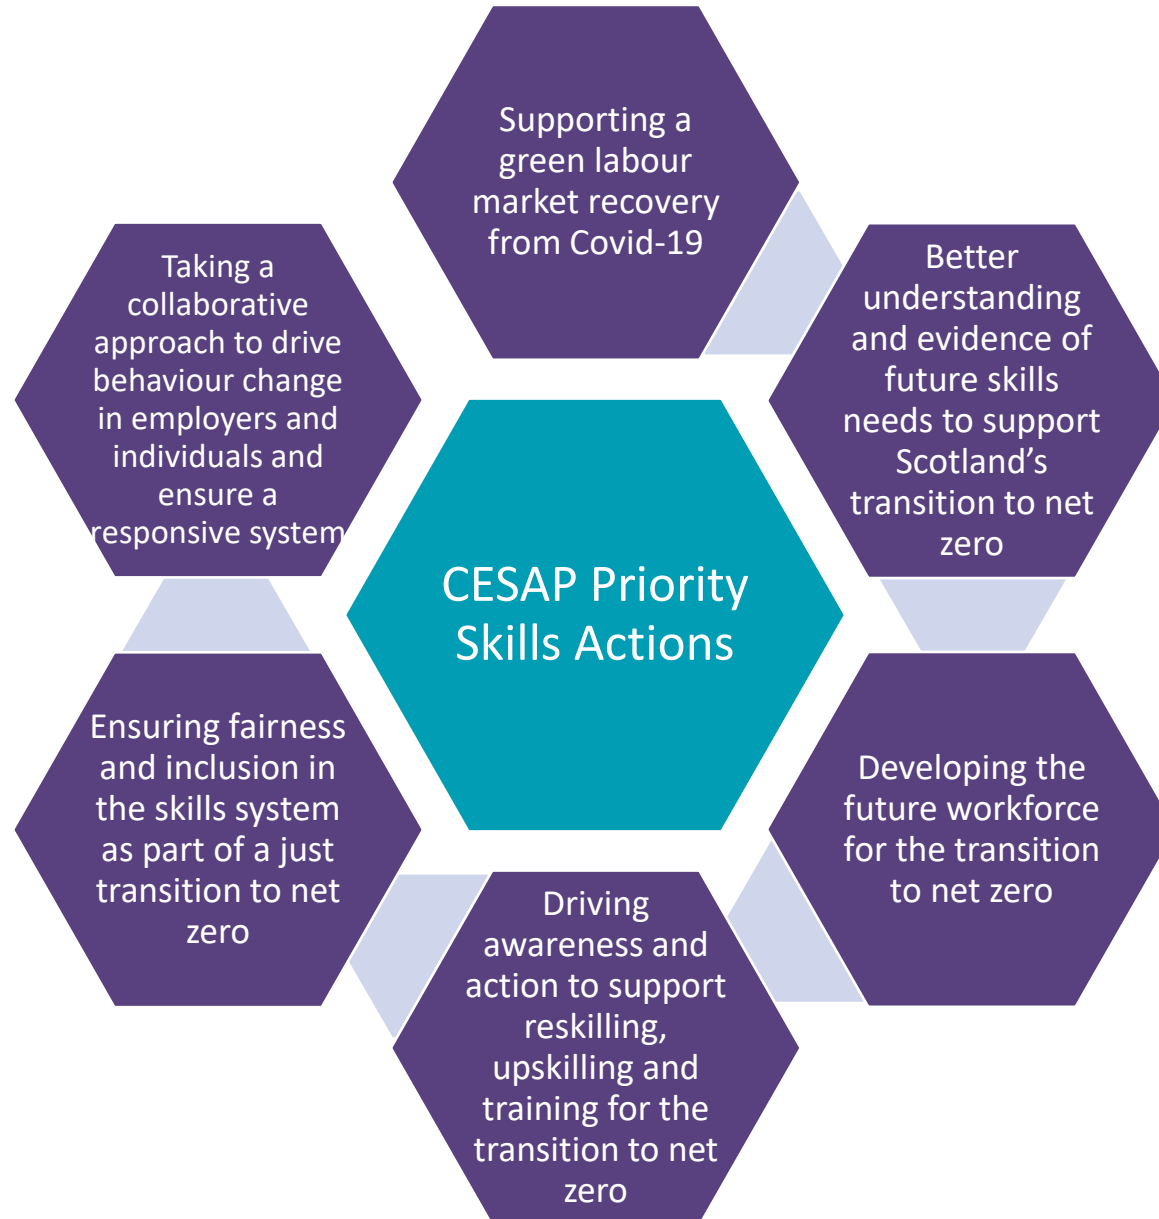 Supporting a
green labour
market recovery
from Covid-19
Better
understanding
and evidence of
future skills
needs to support
Scotland’s
transition to net
zero
Developing the
future workforce
for the transition
to net zero
Driving
awareness and
action to support
reskilling,
upskilling and
training for the
transition to net
zero
Ensuring fairness
and inclusion in
the skills system
as part of a just
transition to net
zero
Taking a
collaborative
approach to drive
behaviour change
in employers and
individuals and
ensure a
responsive system
CESAP Priority
Skills Actions